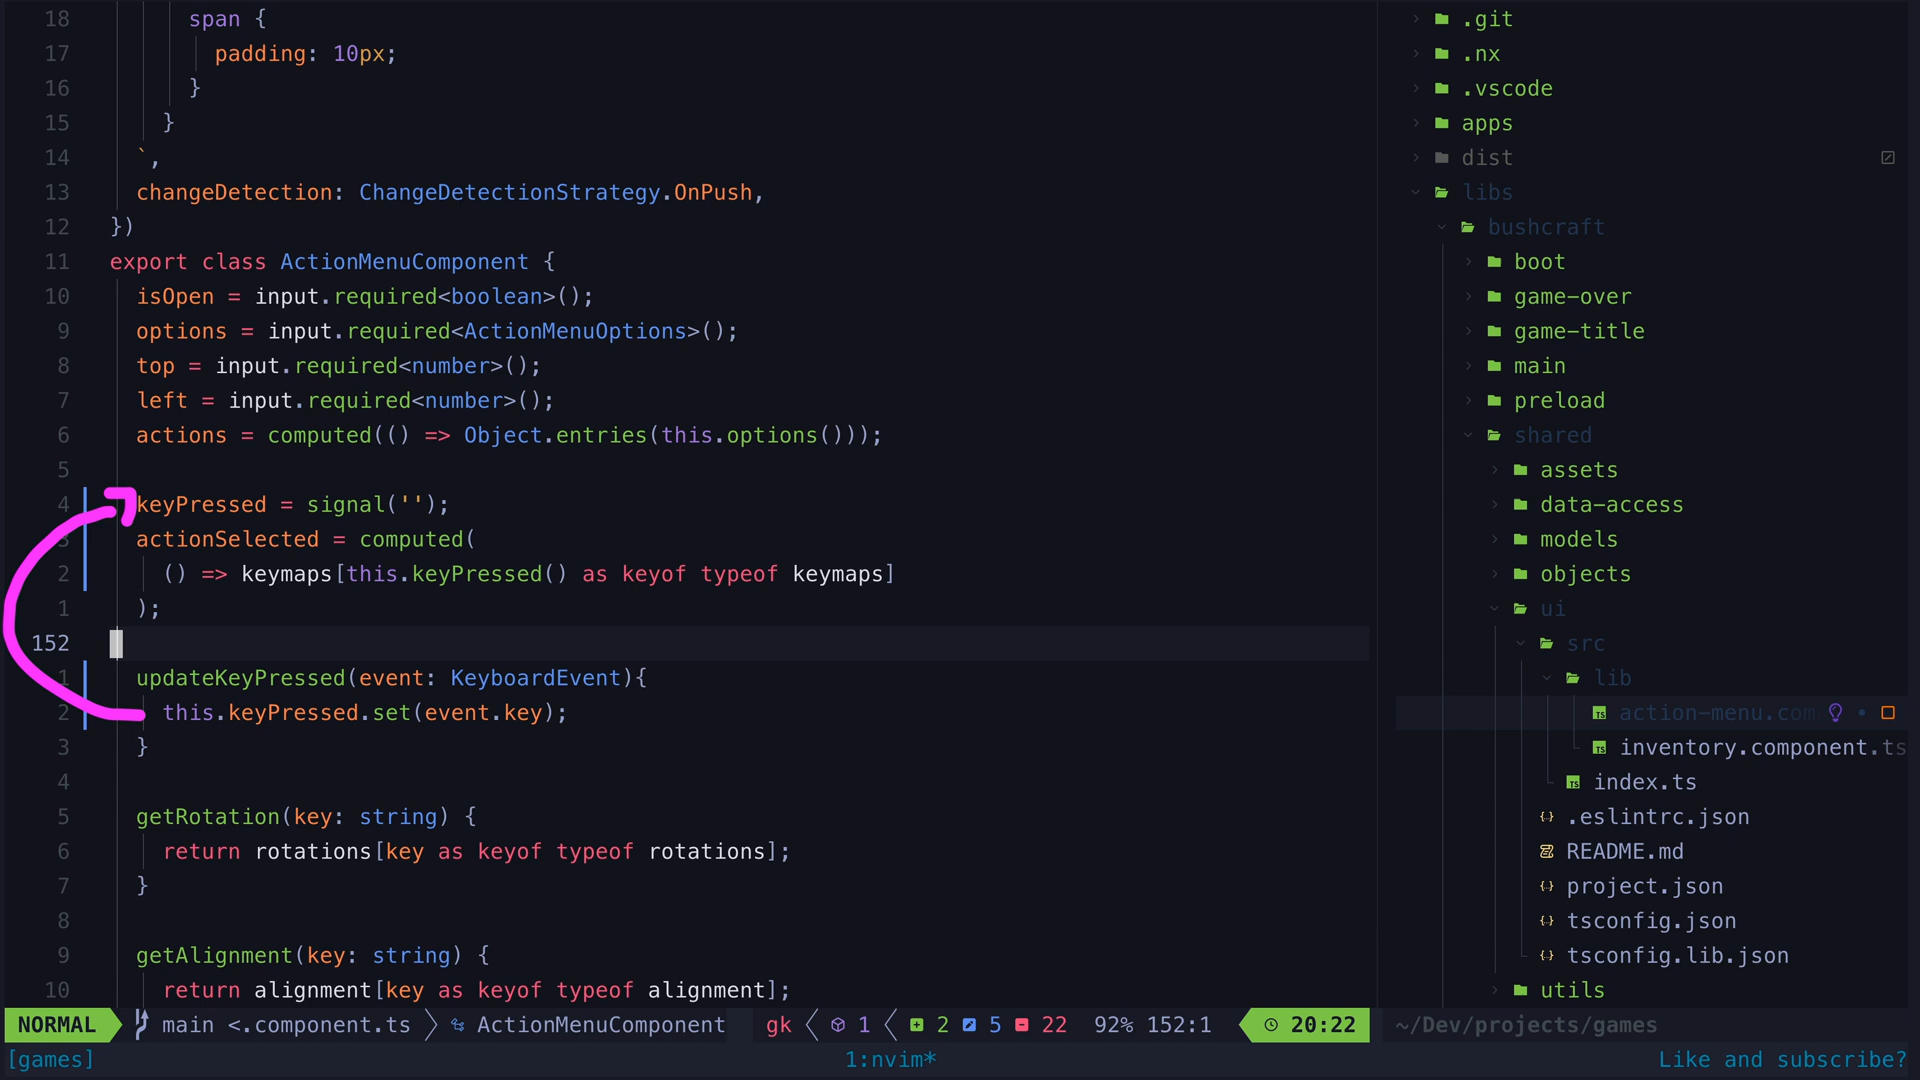 18 span {
17 padding: 10px;
16 }
15 }
14 `,
13 changeDetection: ChangeDetectionStrategy.OnPush,
12 })
11 export class ActionMenuComponent {
10 isOpen = input.required<boolean>();
9 options = input.required<ActionMenuOptions>();
8 top = input.required<number>();
7 left = input.required<number>();
6 actions = computed(() => Object.entries(this.options()));
5
4 keyPressed = signal('');
3 actionSelected = computed(
2 () => keymaps[this.keyPressed() as keyof typeof keymaps]
1 );
152
1 updateKeyPressed(event: KeyboardEvent){
2 this.keyPressed.set(event.key);
3 }
4
5 getRotation(key: string) {
6 return rotations[key as keyof typeof rotations];
7 }
8
9 getAlignment(key: string) {
10 return alignment[key as keyof typeof alignment];
NORMAL main <.component.ts ActionMenuComponent gk 1 2 5 22 92% 152:1 20:22
.git
.nx
.vscode
apps
dist
libs
bushcraft
boot
game-over
game-title
main
preload
shared
assets
data-access
models
objects
ui
src
lib
action-menu.com
inventory.component.ts
index.ts
.eslintrc.json
README.md
project.json
tsconfig.json
tsconfig.lib.json
utils
~/Dev/projects/games
[games] 1:nvim* Like and subscribe?